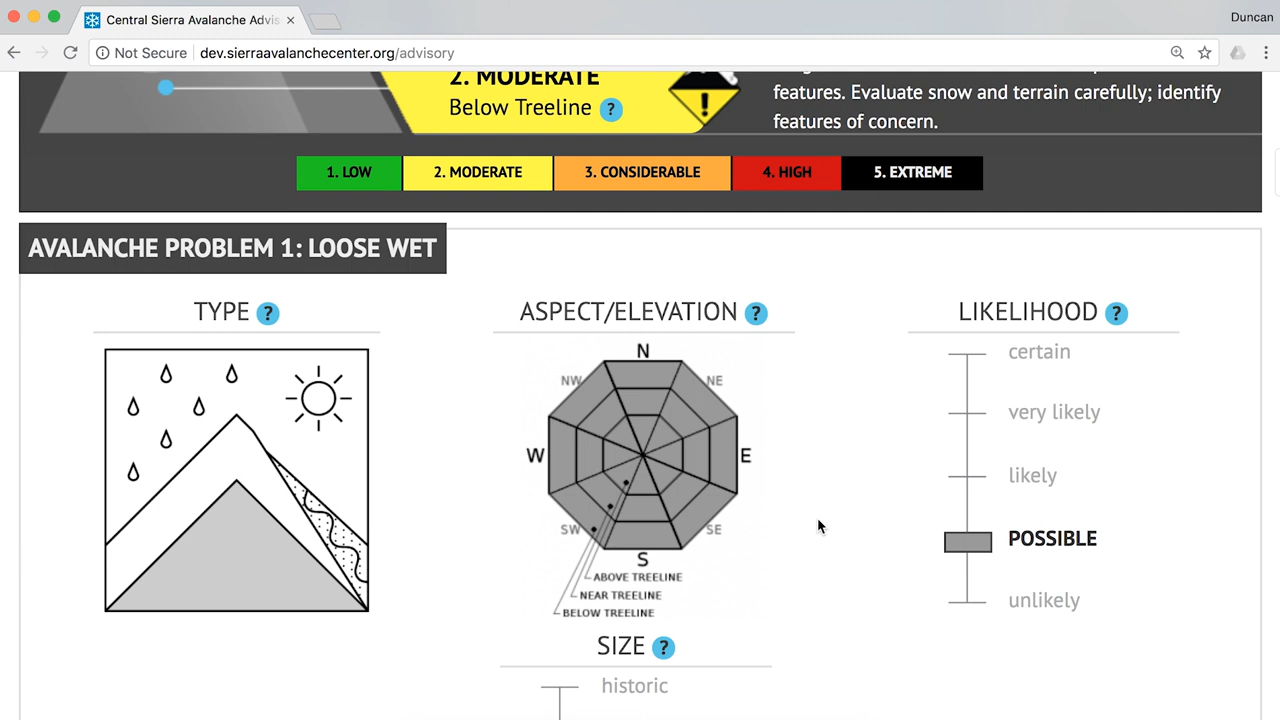 Central Sierra Avalanche Advis
Duncan
Not Secure
dev.sierraavalanchecenter.org/advisory
2. MODERATE
Below Treeline ?
features. Evaluate snow and terrain carefully; identify
features of concern.
1. LOW
2. MODERATE
3. CONSIDERABLE
4. HIGH
5. EXTREME
AVALANCHE PROBLEM 1: LOOSE WET
TYPE ?
ASPECT/ELEVATION ?
LIKELIHOOD ?
N
NW
NE
W
E
SW
SE
S
ABOVE TREELINE
NEAR TREELINE
BELOW TREELINE
certain
very likely
likely
POSSIBLE
unlikely
SIZE ?
historic